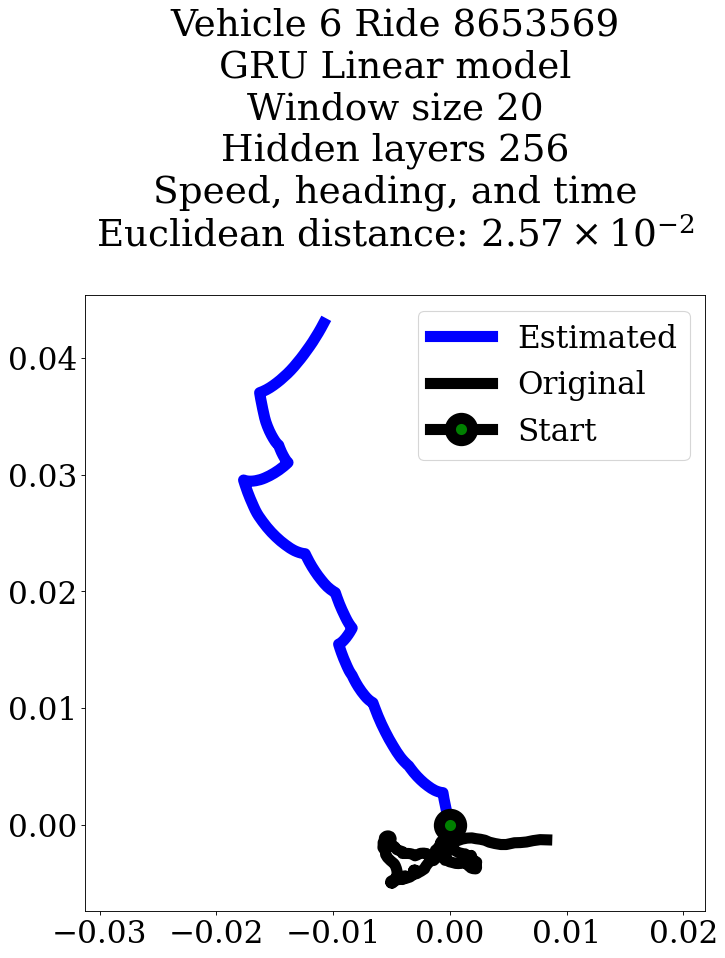 Vehicle 6 Ride 8653569
GRU Linear model
Window size 20
Hidden layers 256
Speed, heading, and time
Euclidean distance: 2.57 × 10⁻²
Estimated
Original
Start
0.04
0.03
0.02
0.01
0.00
−0.03 −0.02 −0.01 0.00 0.01 0.02